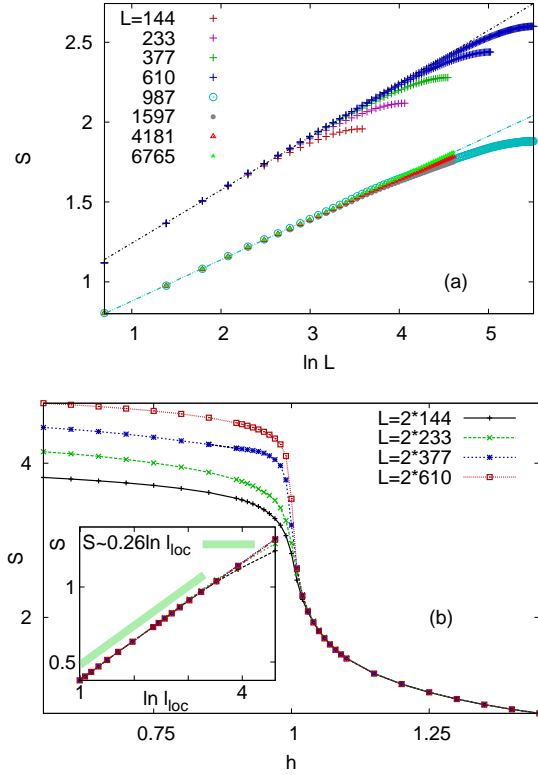 2.5
2
1.5
1
S
L=144
233
377
610
987
1597
4181
6765
(a)
1 2 3 4 5
ln L
4
2
S
L=2*144
L=2*233
L=2*377
L=2*610
(b)
S~0.26ln l_loc
S
1
0.5
1 4
ln l_loc
0.75 1 1.25
h